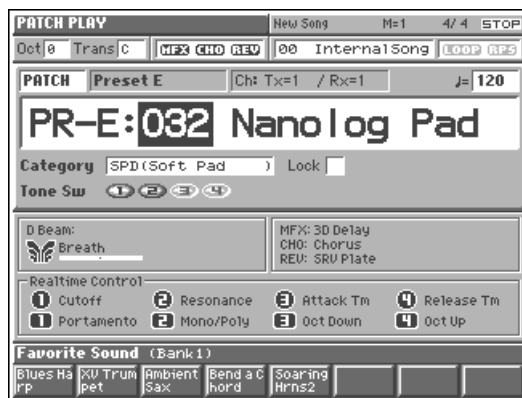 PATCH PLAY New Song M=1 4/ 4 STOP
Oct 0 Trans C MFX CHO REV 00 InternalSong LOOP RPS
PATCH Preset E Ch: Tx=1 / Rx=1 ♩= 120
PR-E:032 Nanolog Pad
Category SPD(Soft Pad ) Lock
Tone Sw 1 2 3 4
D Beam: MFX: 3D Delay
Breath CHO: Chorus
REV: SRV Plate
Realtime Control
1 Cutoff 2 Resonance 3 Attack Tm 4 Release Tm
1 Portamento 2 Mono/Poly 3 Oct Down 4 Oct Up
Favorite Sound (Bank1)
Blues Ha XV Trum Ambient Bend a C Soaring
rp pet Sax hord Hrns2